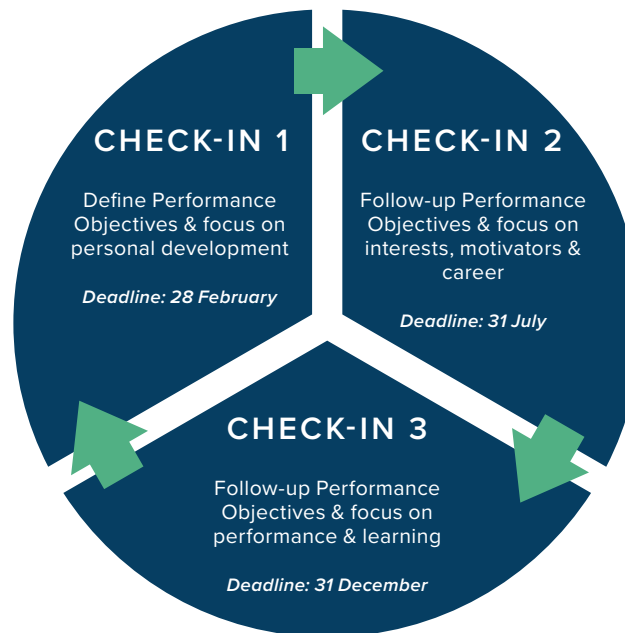 CHECK-IN 1
Define Performance
Objectives & focus on
personal development
Deadline: 28 February
CHECK-IN 2
Follow-up Performance
Objectives & focus on
interests, motivators &
career
Deadline: 31 July
CHECK-IN 3
Follow-up Performance
Objectives & focus on
performance & learning
Deadline: 31 December